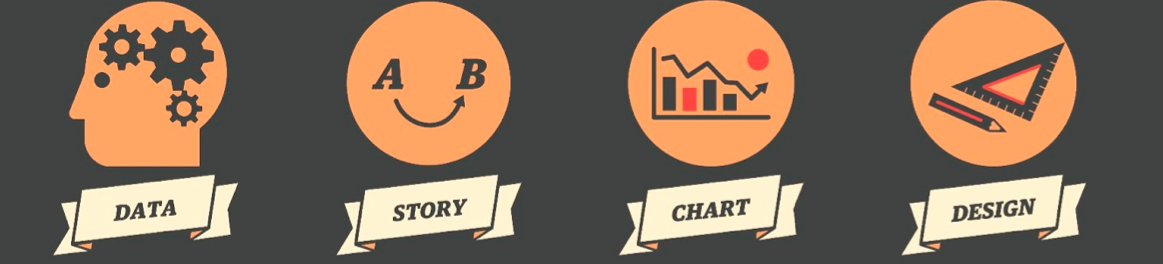 A B
DATA
STORY
CHART
DESIGN